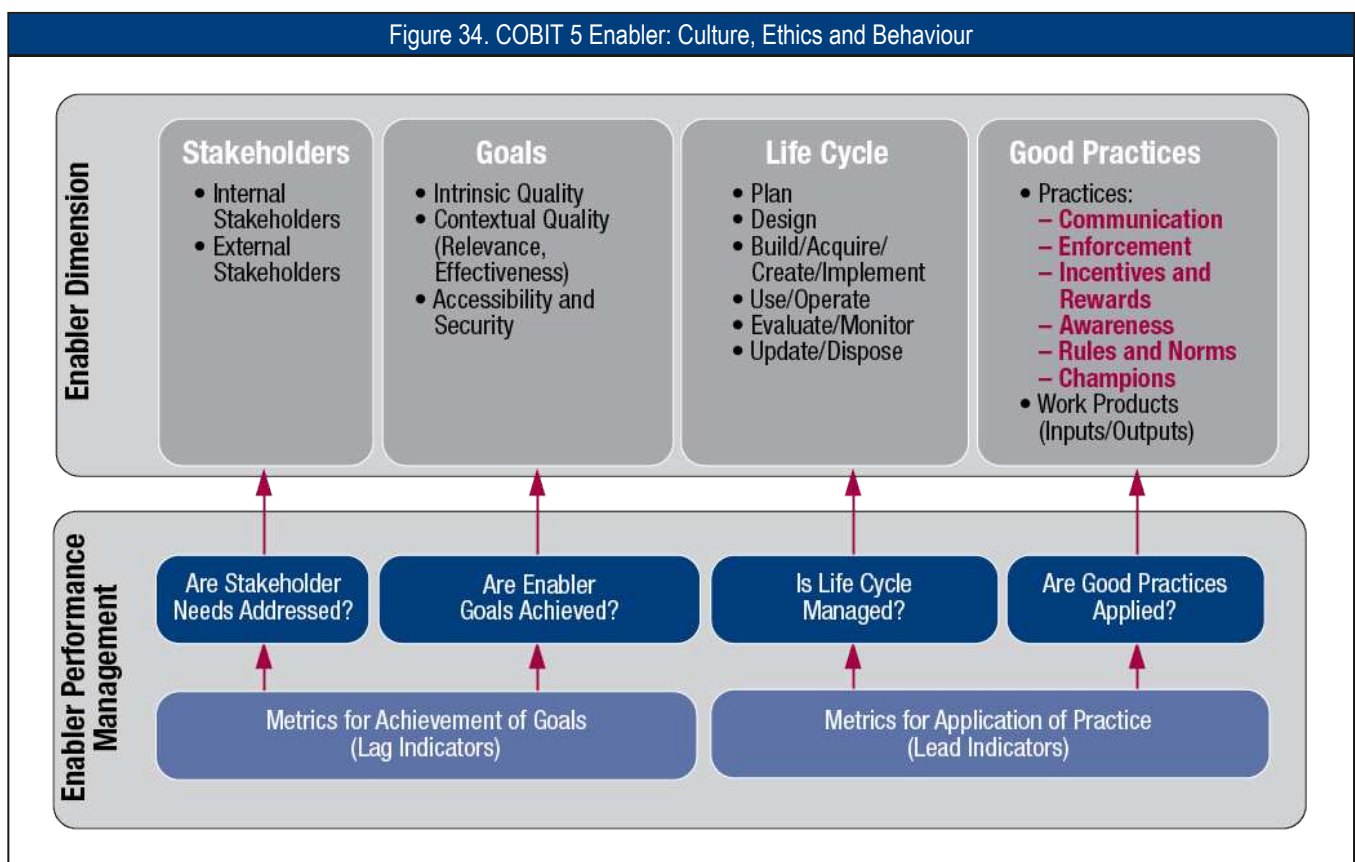 Figure 34. COBIT 5 Enabler: Culture, Ethics and Behaviour
Enabler Dimension
Stakeholders
• Internal
Stakeholders
• External
Stakeholders
Goals
• Intrinsic Quality
• Contextual Quality
(Relevance,
Effectiveness)
• Accessibility and
Security
Life Cycle
• Plan
• Design
• Build/Acquire/
Create/Implement
• Use/Operate
• Evaluate/Monitor
• Update/Dispose
Good Practices
• Practices:
– Communication
– Enforcement
– Incentives and
Rewards
– Awareness
– Rules and Norms
– Champions
• Work Products
(Inputs/Outputs)
Enabler Performance
Management
Are Stakeholder
Needs Addressed?
Are Enabler
Goals Achieved?
Is Life Cycle
Managed?
Are Good Practices
Applied?
Metrics for Achievement of Goals
(Lag Indicators)
Metrics for Application of Practice
(Lead Indicators)